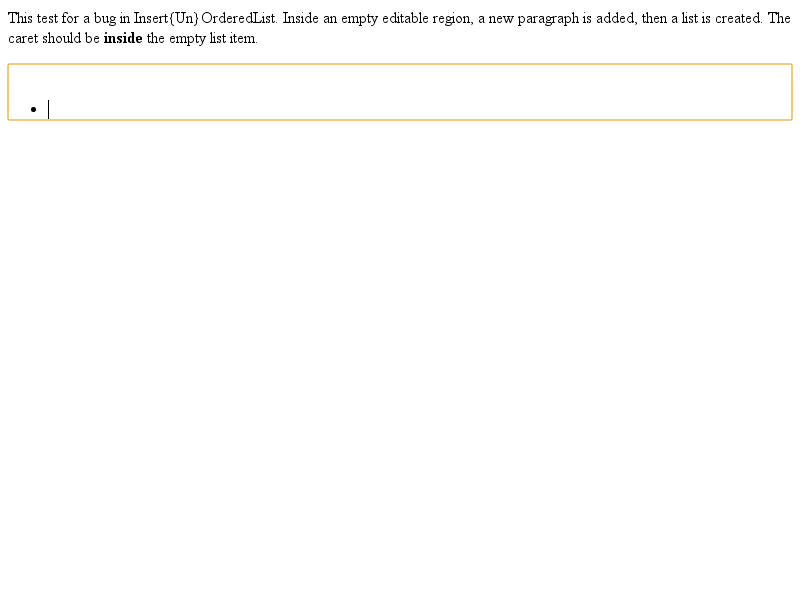 This test for a bug in Insert{Un}OrderedList. Inside an empty editable region, a new paragraph is added, then a list is created. The
caret should be inside the empty list item.